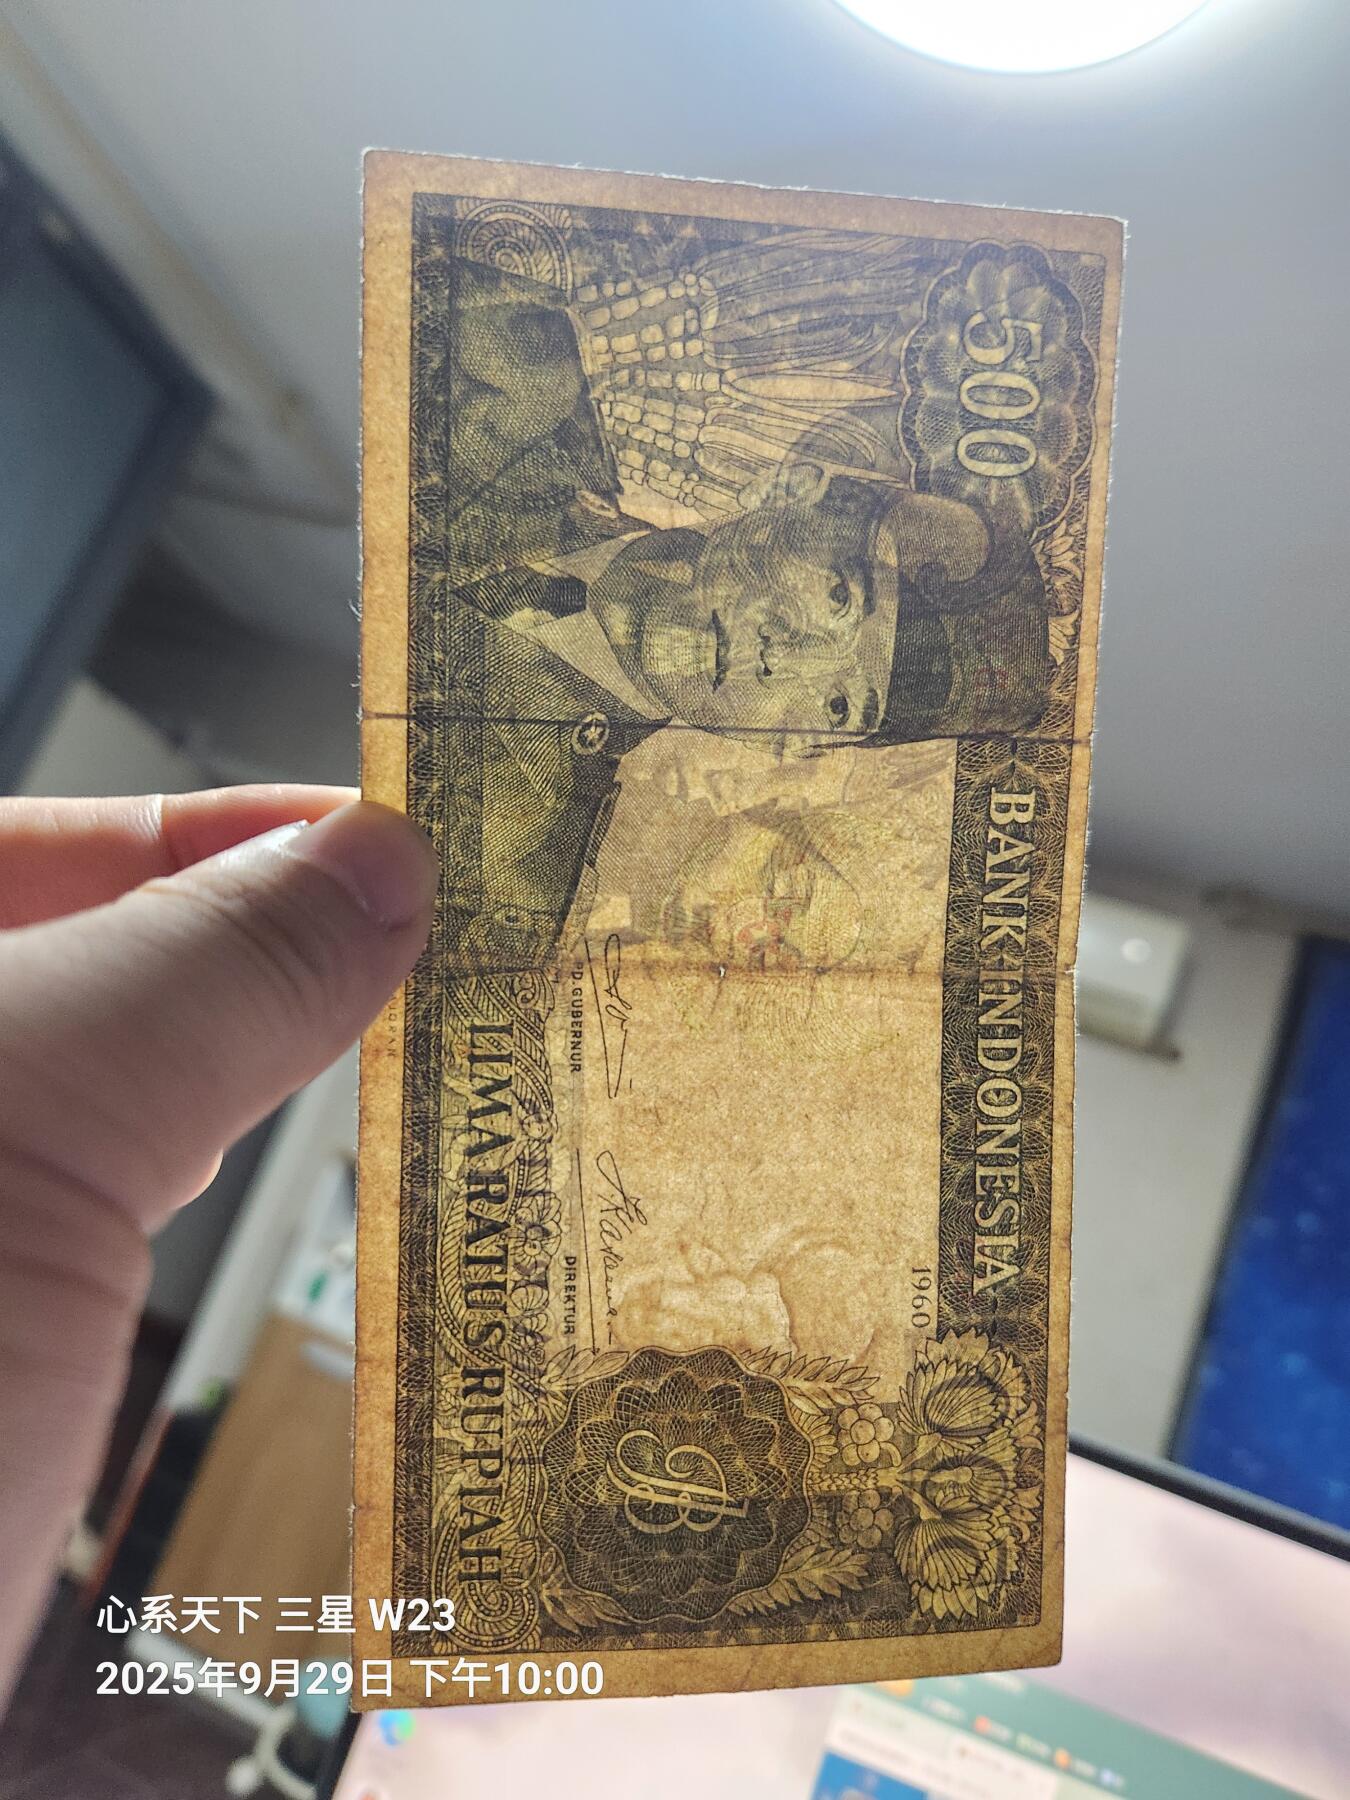 500
BANK INDONESIA
1960
PD. GUBERNUR
DIREKTUR
LIMA RATUS RUPIAH
心系天下 三星 W23
2025年9月29日 下午10:00